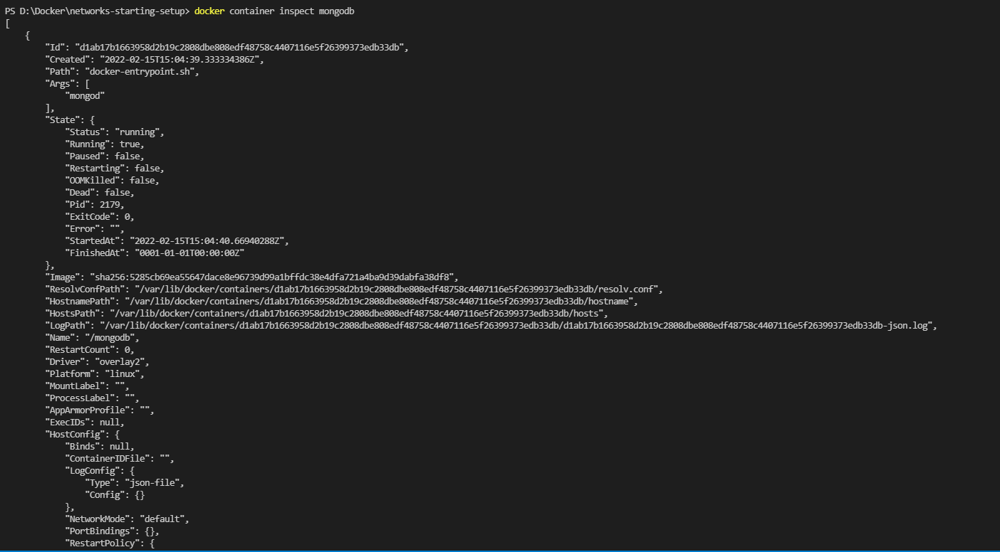 PS D:\Docker\networks-starting-setup> docker container inspect mongodb
[
    {
        "Id": "d1ab17b1663958d2b19c2808dbe808edf48758c4407116e5f26399373edb33db",
        "Created": "2022-02-15T15:04:39.333334386Z",
        "Path": "docker-entrypoint.sh",
        "Args": [
            "mongod"
        ],
        "State": {
            "Status": "running",
            "Running": true,
            "Paused": false,
            "Restarting": false,
            "OOMKilled": false,
            "Dead": false,
            "Pid": 2179,
            "ExitCode": 0,
            "Error": "",
            "StartedAt": "2022-02-15T15:04:40.66940288Z",
            "FinishedAt": "0001-01-01T00:00:00Z"
        },
        "Image": "sha256:5285cb69ea55647dace8e96739d99a1bffdc38e4dfa721a4ba9d39dabfa38df8",
        "ResolvConfPath": "/var/lib/docker/containers/d1ab17b1663958d2b19c2808dbe808edf48758c4407116e5f26399373edb33db/resolv.conf",
        "HostnamePath": "/var/lib/docker/containers/d1ab17b1663958d2b19c2808dbe808edf48758c4407116e5f26399373edb33db/hostname",
        "HostsPath": "/var/lib/docker/containers/d1ab17b1663958d2b19c2808dbe808edf48758c4407116e5f26399373edb33db/hosts",
        "LogPath": "/var/lib/docker/containers/d1ab17b1663958d2b19c2808dbe808edf48758c4407116e5f26399373edb33db/d1ab17b1663958d2b19c2808dbe808edf48758c4407116e5f26399373edb33db-json.log",
        "Name": "/mongodb",
        "RestartCount": 0,
        "Driver": "overlay2",
        "Platform": "linux",
        "MountLabel": "",
        "ProcessLabel": "",
        "AppArmorProfile": "",
        "ExecIDs": null,
        "HostConfig": {
            "Binds": null,
            "ContainerIDFile": "",
            "LogConfig": {
                "Type": "json-file",
                "Config": {}
            },
            "NetworkMode": "default",
            "PortBindings": {},
            "RestartPolicy": {